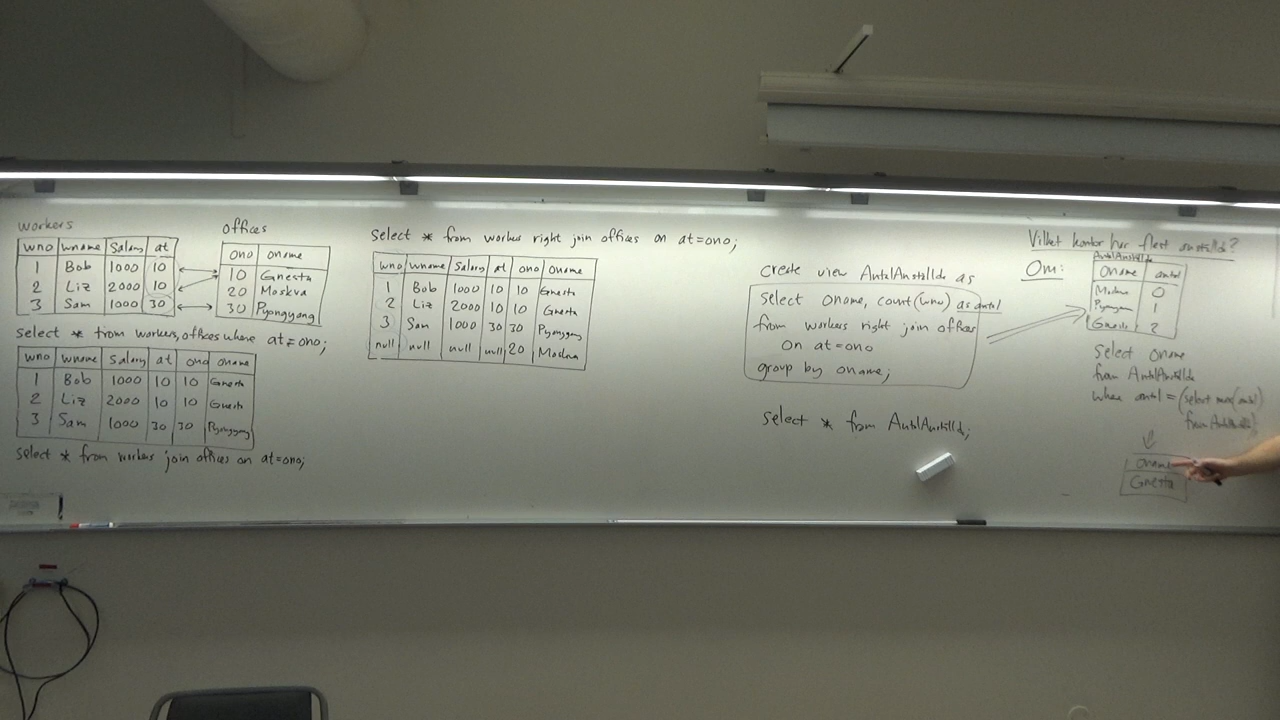 workers
wno wname Salary at
1 Bob 1000 10
2 Liz 2000 10
3 Sam 1000 30
offices
ono oname
10 Gnesta
20 Moskva
30 Pyongyang
select * from workers, offices where at=ono;
wno wname Salary at ono oname
1 Bob 1000 10 10 Gnesta
2 Liz 2000 10 10 Gnesta
3 Sam 1000 30 30 Pyongyang
select * from workers join offices on at=ono;
select * from workers right join offices on at=ono;
wno wname Salary at ono oname
1 Bob 1000 10 10 Gnesta
2 Liz 2000 10 10 Gnesta
3 Sam 1000 30 30 Pyongyang
null null null null 20 Moskva
create view AntalAnstallda as
select oname, count(wno) as antal
from workers right join offices
on at=ono
group by oname;
select * from AntalAnstallda;
Vilket kontor har flest anställda?
Om:
AntalAnstallda
oname antal
Moskva 0
Pyongyang 1
Gnesta 2
select oname
from AntalAnstallda
where antal = (select max(antal)
from AntalAnstallda);
oname
Gnesta